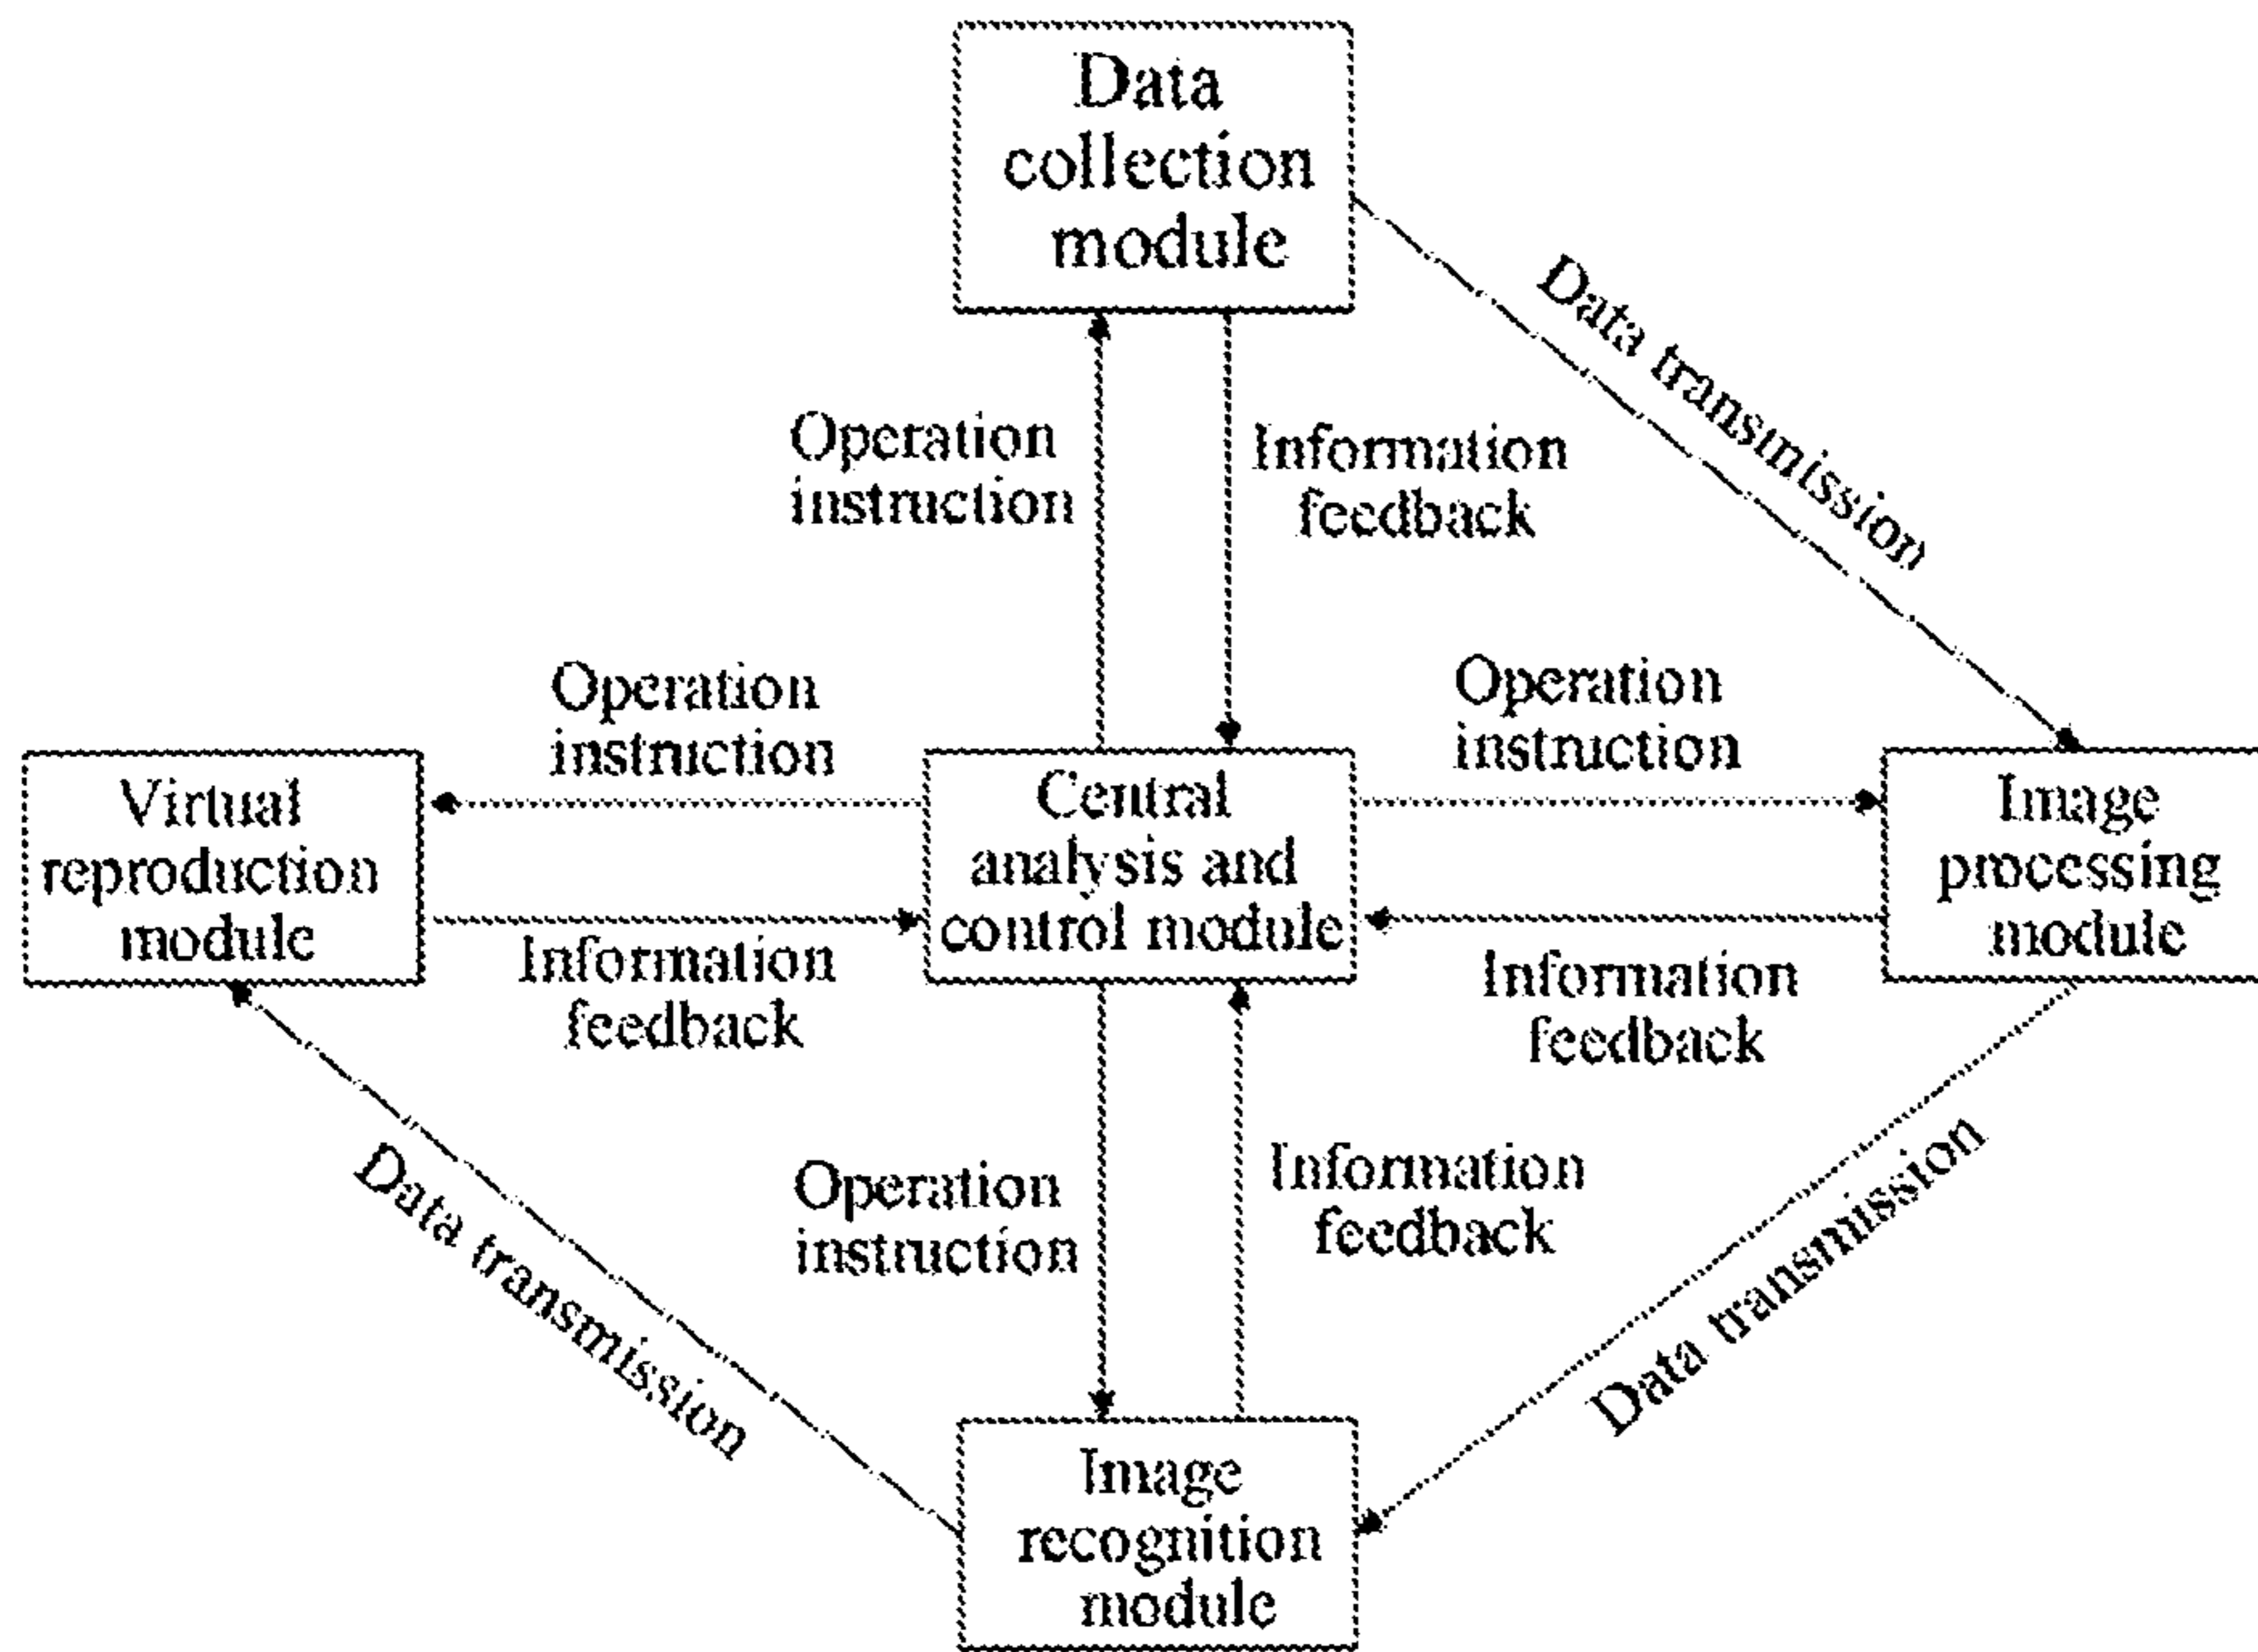 Data
collection
module
Data transmission
Operation
instruction
Information
feedback
Operation
instruction
Operation
instruction
Virtual
reproduction
module
Central
analysis and
control module
Image
processing
module
Information
feedback
Information
feedback
Data transmission
Operation
instruction
Information
feedback
Data transmission
Image
recognition
module